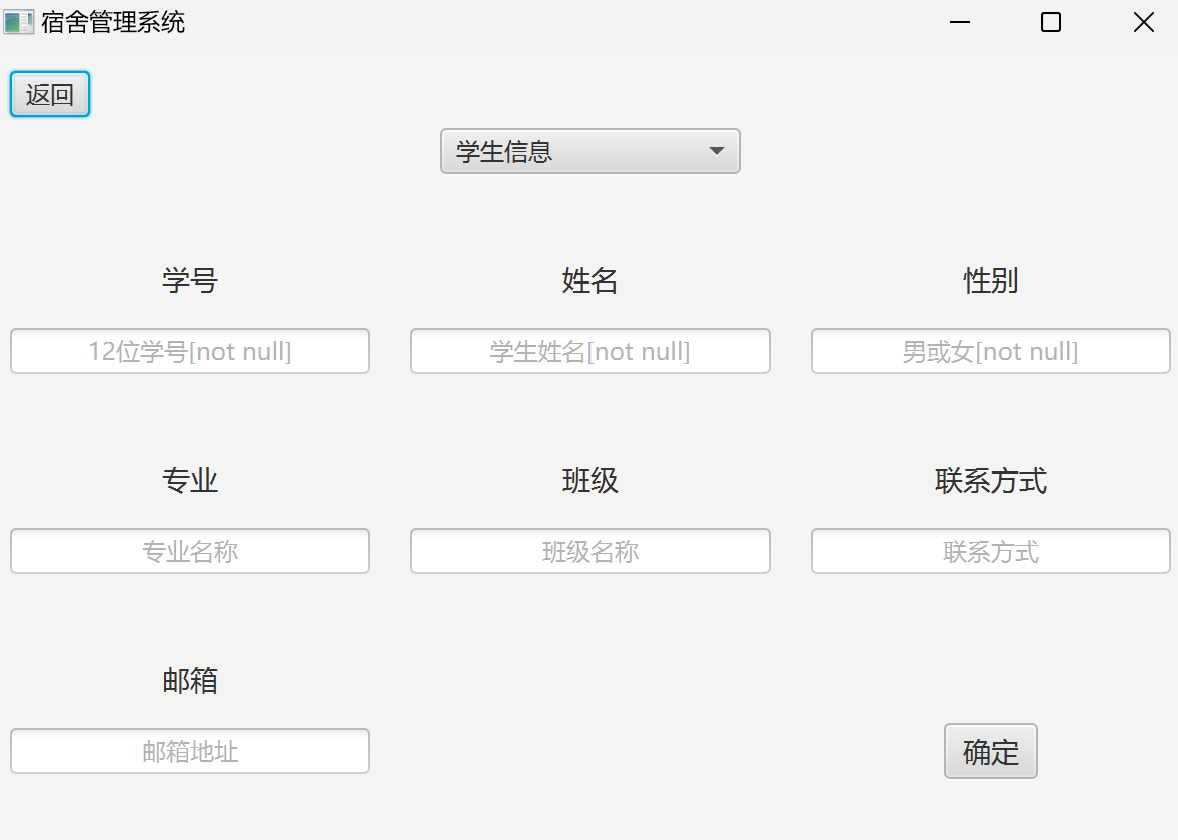 宿舍管理系统
返回
学生信息
学号 姓名 性别
12位学号[not null] 学生姓名[not null] 男或女[not null]
专业 班级 联系方式
专业名称 班级名称 联系方式
邮箱
邮箱地址 确定